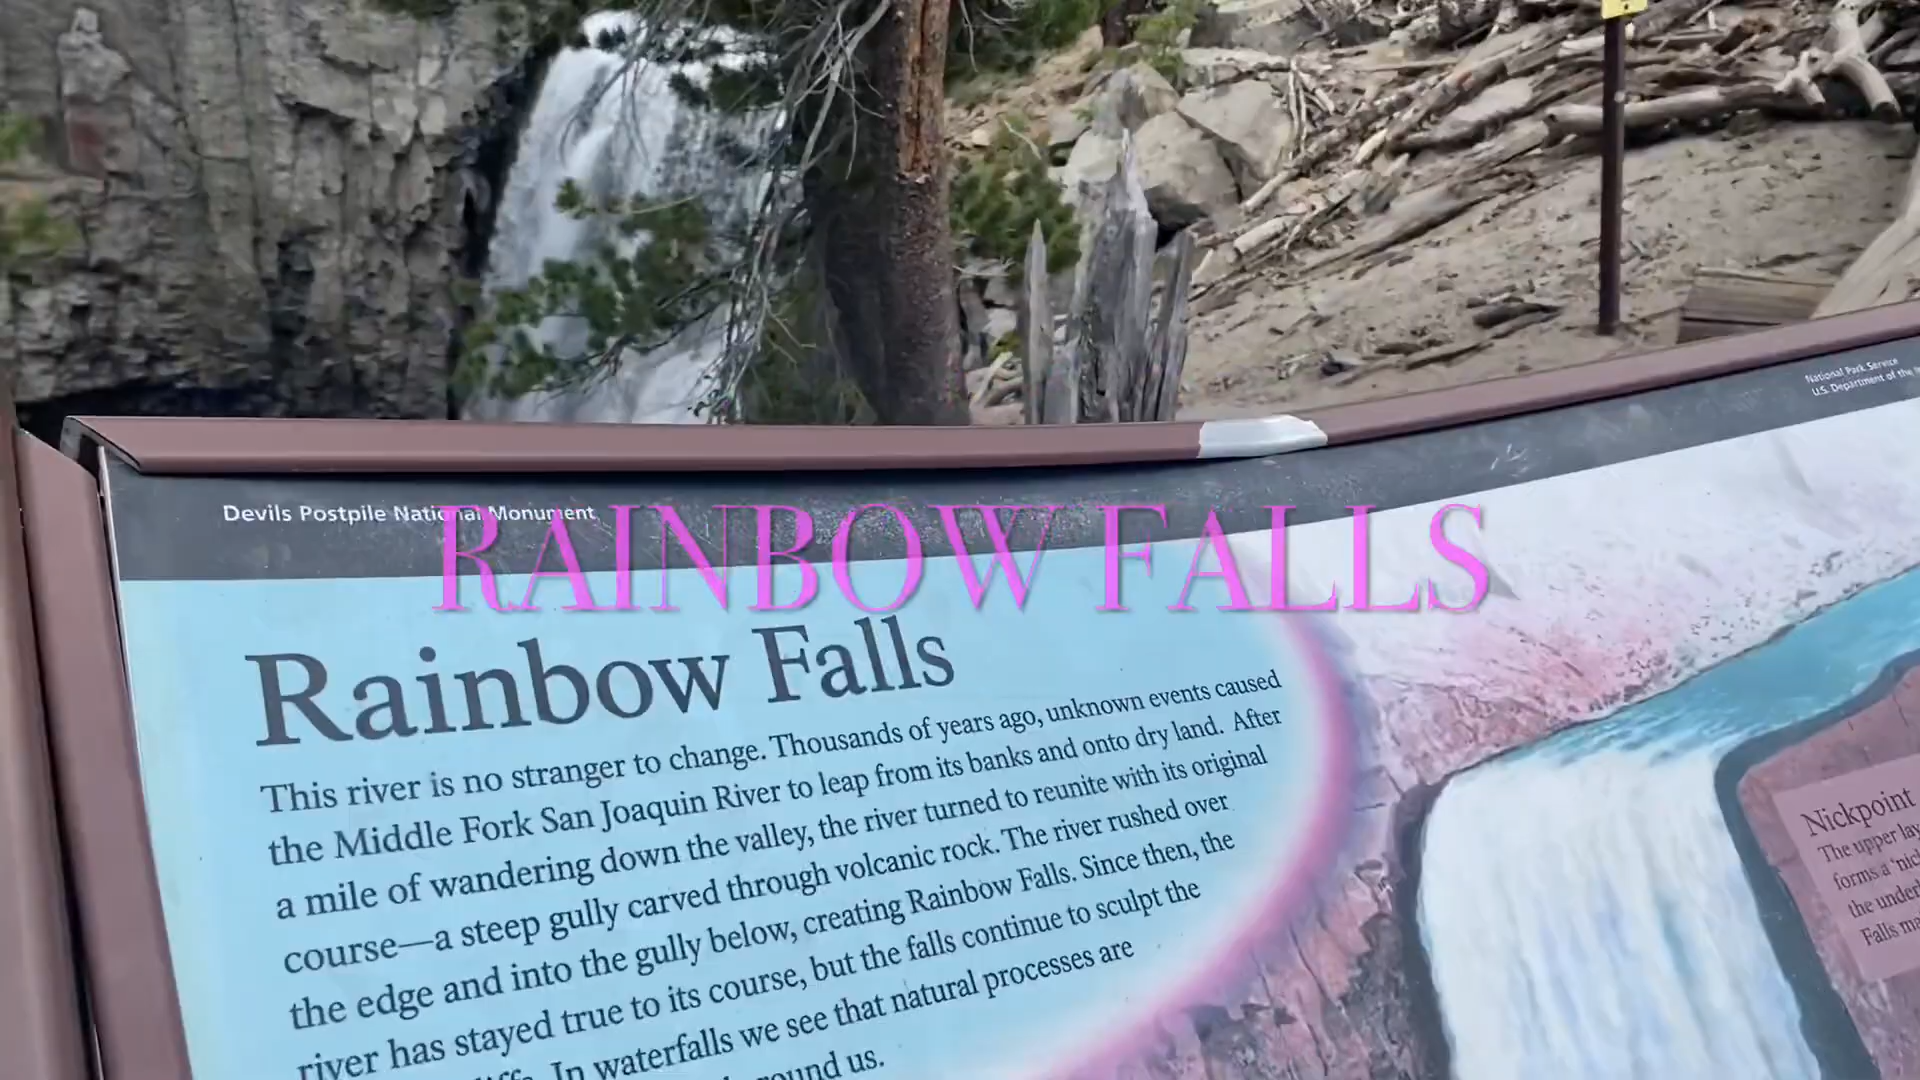 National Park Service
U.S. Department of the
Devils Postpile National Monument
RAINBOW FALLS
Rainbow Falls
This river is no stranger to change. Thousands of years ago, unknown events caused
the Middle Fork San Joaquin River to leap from its banks and onto dry land. After
a mile of wandering down the valley, the river turned to reunite with its original
course—a steep gully carved through volcanic rock. The river rushed over
the edge and into the gully below, creating Rainbow Falls. Since then, the
river has stayed true to its course, but the falls continue to sculpt the
In waterfalls we see that natural processes are
us.
Nickpoint
The upper
forms a
the
Falls